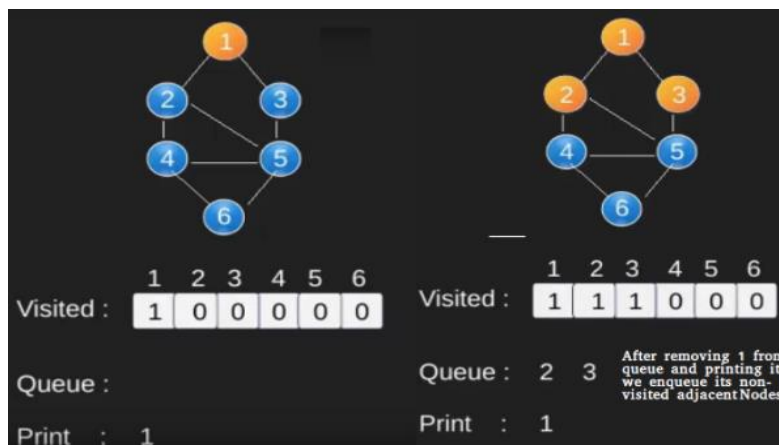 1
2 3
4 5
6
1 2 3 4 5 6
Visited : 1 0 0 0 0 0
Queue :
Print : 1
1
2 3
4 5
6
1 2 3 4 5 6
Visited : 1 1 1 0 0 0
Queue : 2 3
After removing 1 from
queue and printing it
we enqueue its non-
visited adjacent Nodes
Print : 1